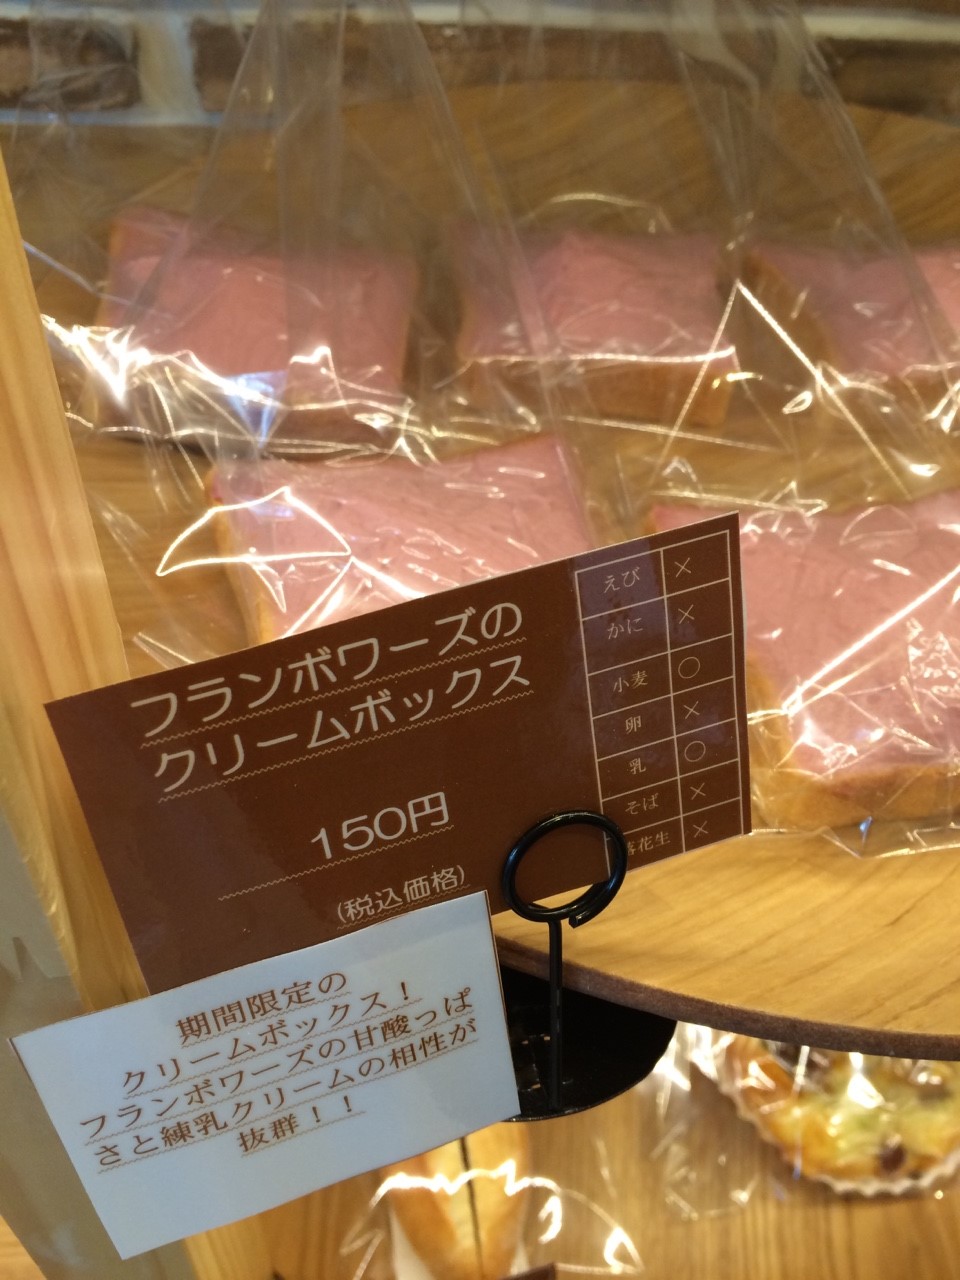 フランボワーズの
クリームボックス
150円
(税込価格)
えび ×
かに ×
小麦 ○
卵 ×
乳 ○
そば ×
落花生 ×
期間限定の
クリームボックス！
フランボワーズの甘酸っぱ
さと練乳クリームの相性が
抜群！！